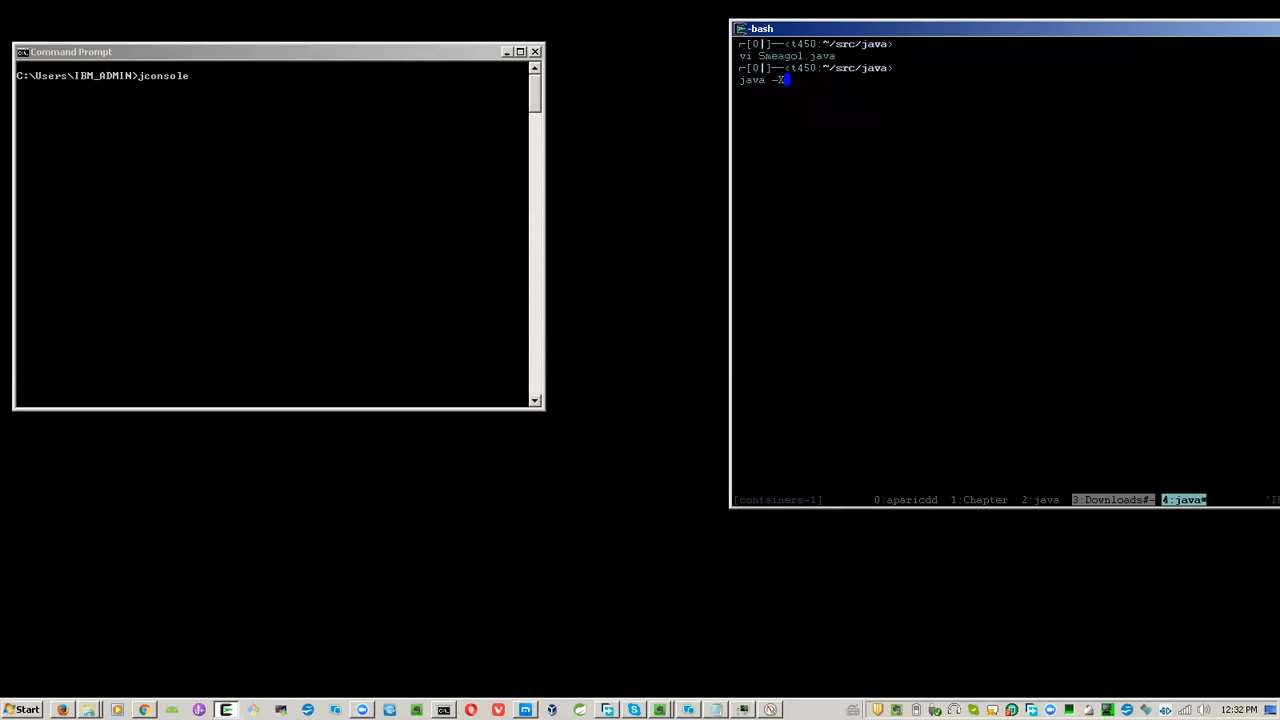 Command Prompt
C:\Users\IBM_ADMIN>jconsole
-bash
┌─[0|]──<t450:~/src/java>
vi Smeagol.java
┌─[0|]──<t450:~/src/java>
java -X
[containers-1] 0:aparicdd 1:Chapter 2:java 3:Downloads#- 4:java*
Start
12:32 PM